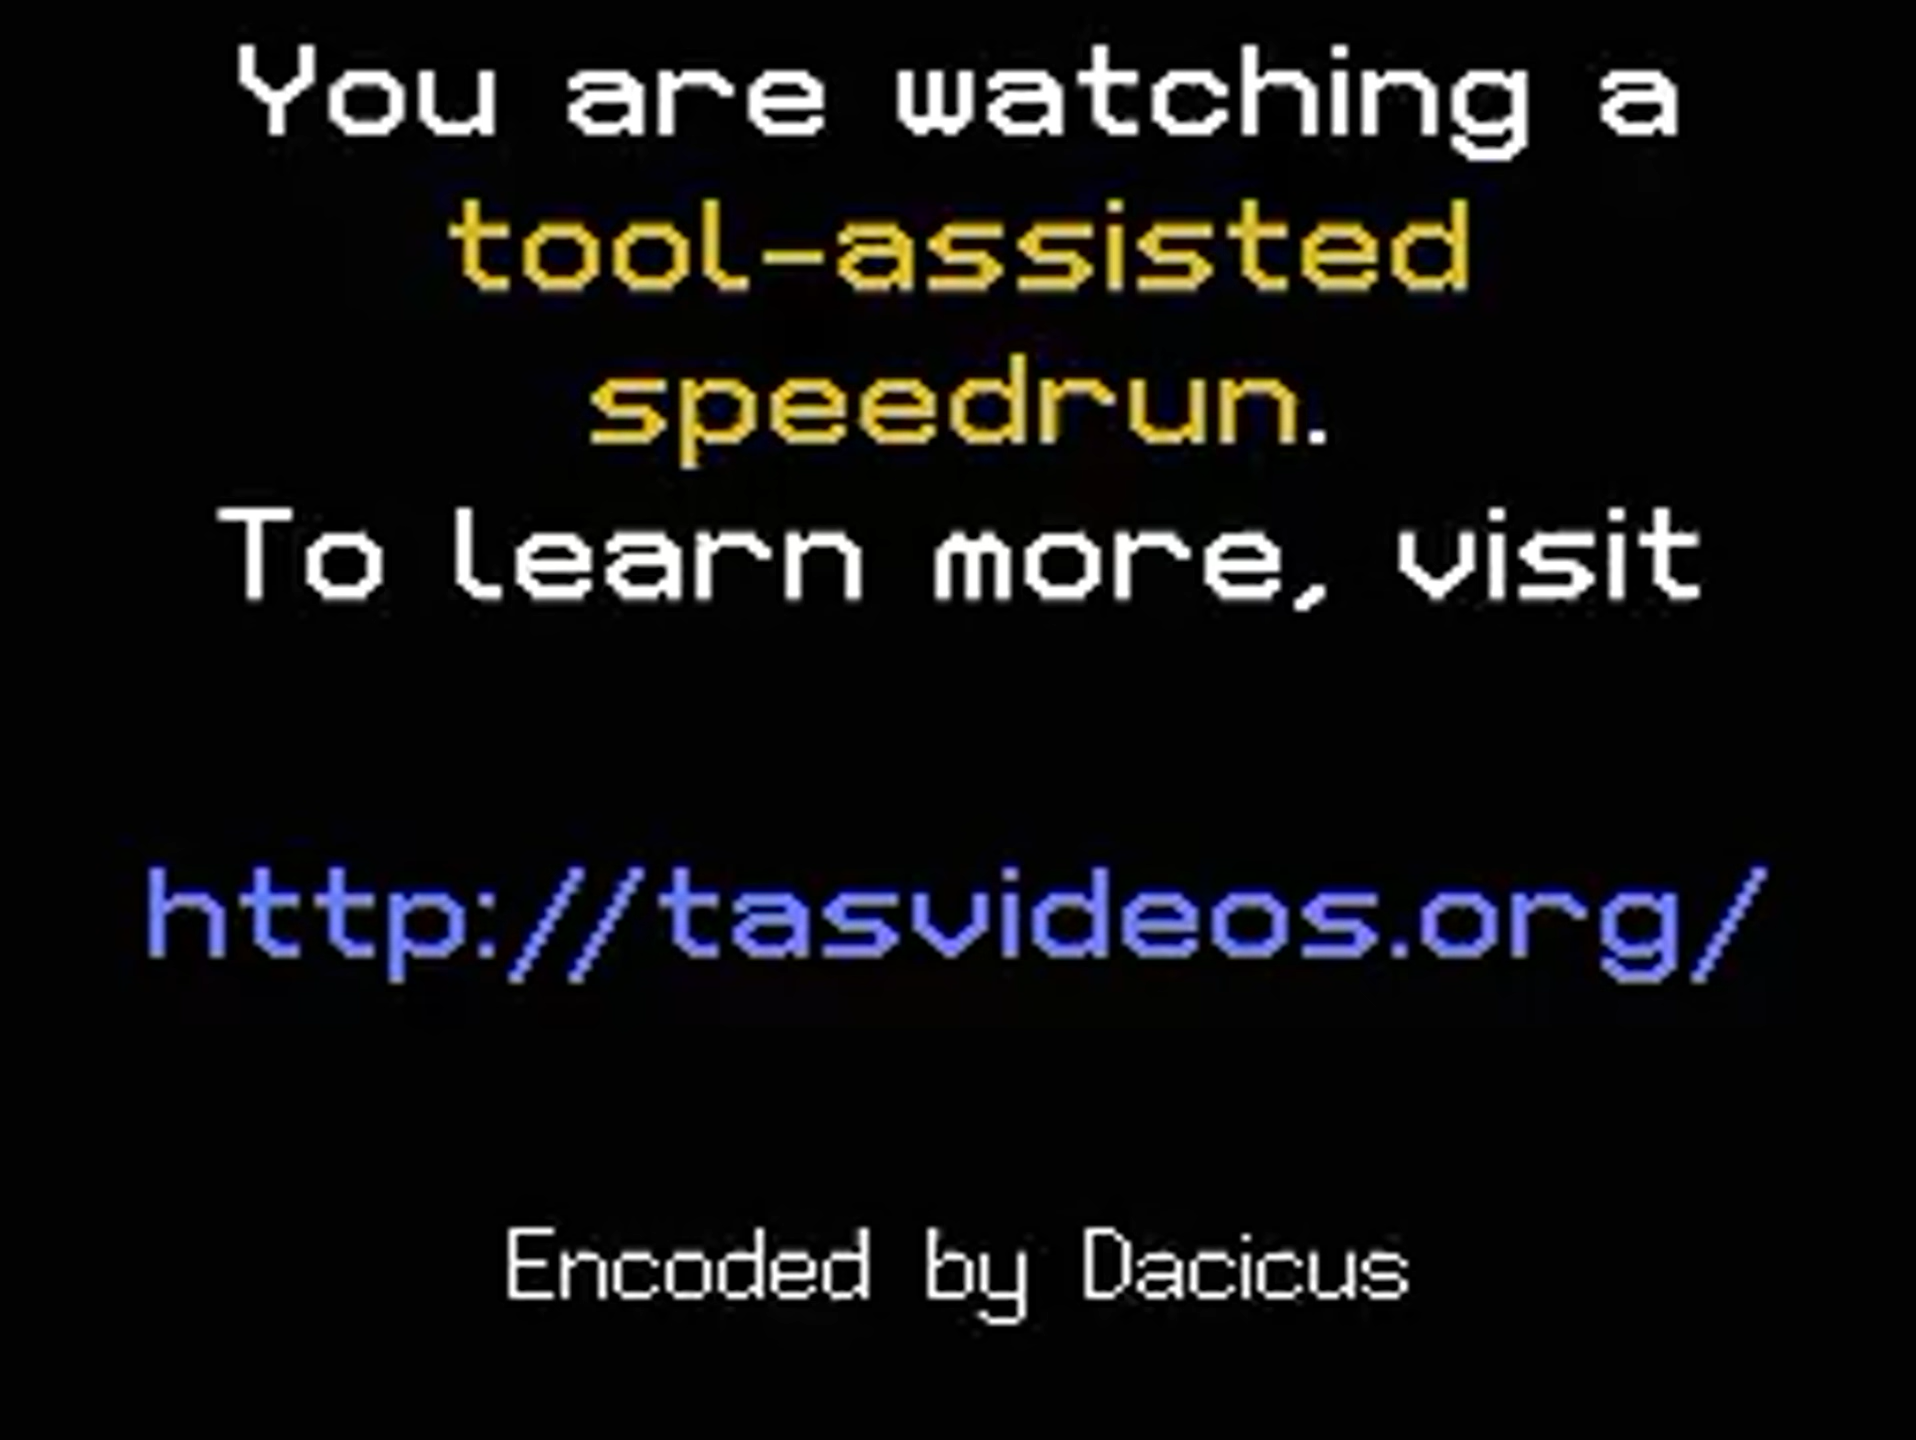 You are watching a
tool-assisted
speedrun.
To learn more, visit
http://tasvideos.org/
Encoded by Dacicus